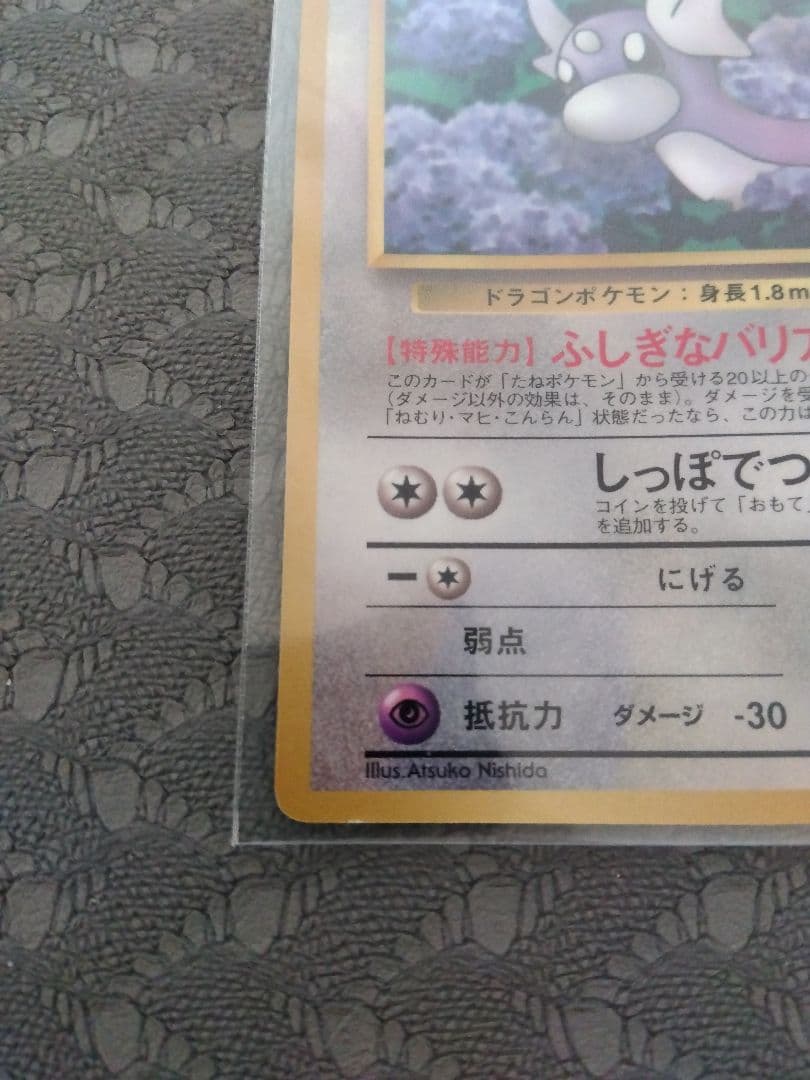 ドラゴンポケモン：身長1.8m
【特殊能力】ふしぎなバリア
このカードが「たねポケモン」から受ける20以上の
（ダメージ以外の効果は、そのまま）。ダメージを受
「ねむり・マヒ・こんらん」状態だったなら、この力は
しっぽでつ
コインを投げて「おもて」
を追加する。
ー にげる
弱点
抵抗力 ダメージ -30
Illus. Atsuko Nishida